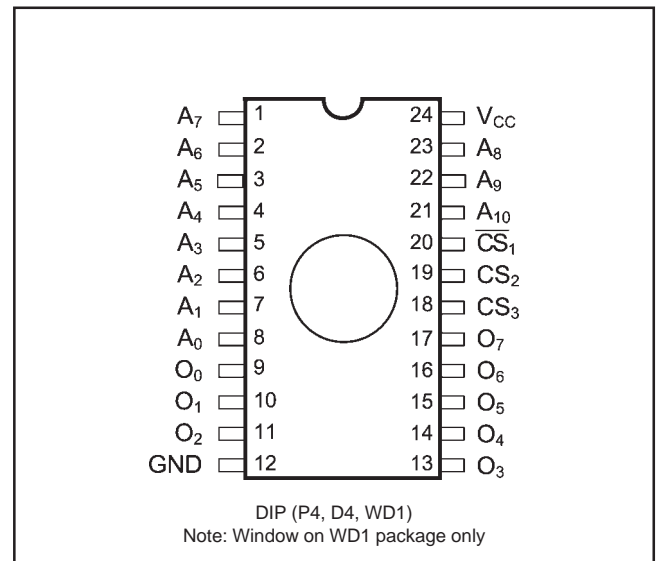 A7 1 24 VCC
A6 2 23 A8
A5 3 22 A9
A4 4 21 A10
A3 5 20 C̅S̅1
A2 6 19 CS2
A1 7 18 CS3
A0 8 17 O7
O0 9 16 O6
O1 10 15 O5
O2 11 14 O4
GND 12 13 O3
DIP (P4, D4, WD1)
Note: Window on WD1 package only